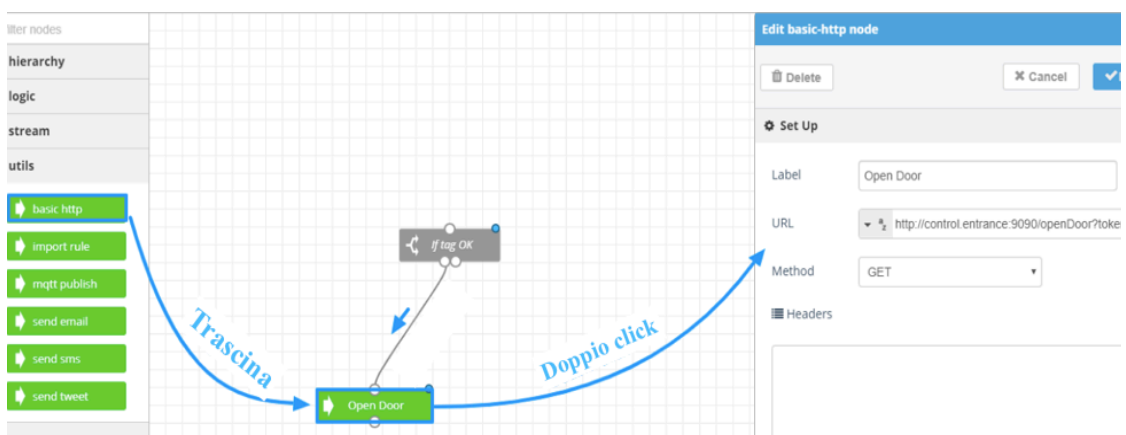 filter nodes
hierarchy
logic
stream
utils
basic http
import rule
mqtt publish
send email
send sms
send tweet
If tag OK
Open Door
Trascina
Doppio click
Edit basic-http node
Delete
Cancel
Set Up
Label
Open Door
URL
http://control.entrance:9090/openDoor?toke
Method
GET
Headers